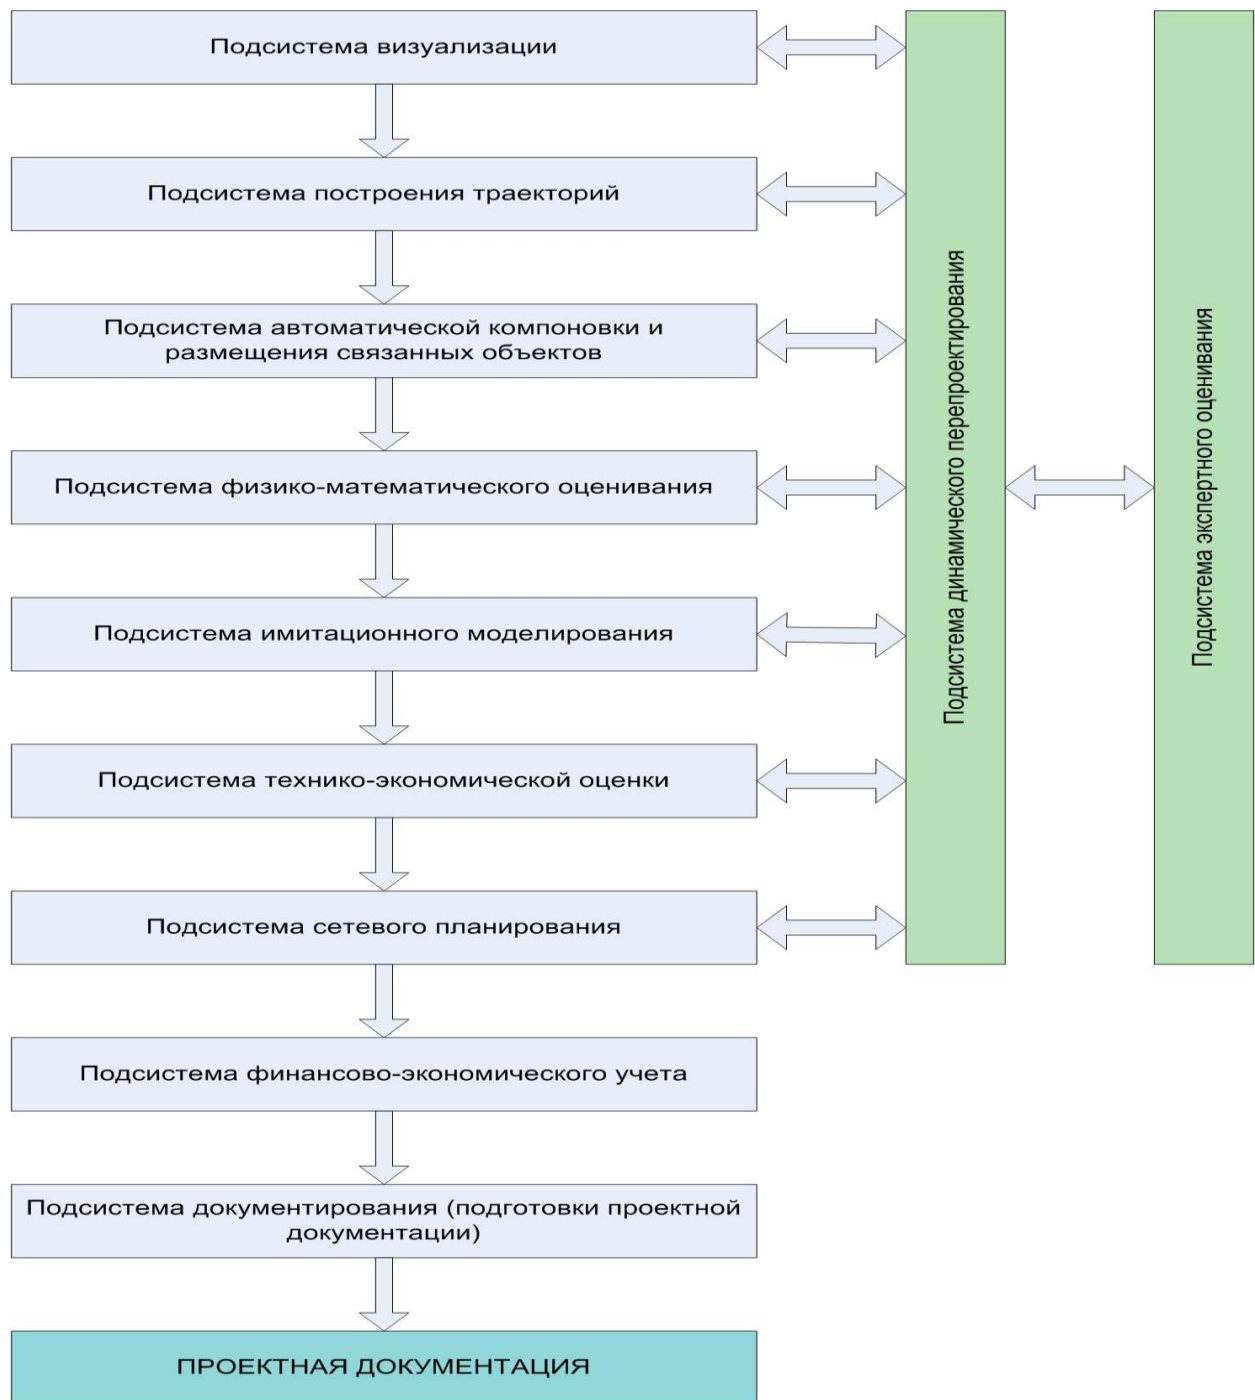 Подсистема визуализации
Подсистема построения траекторий
Подсистема автоматической компоновки и
размещения связанных объектов
Подсистема физико-математического оценивания
Подсистема имитационного моделирования
Подсистема технико-экономической оценки
Подсистема сетевого планирования
Подсистема финансово-экономического учета
Подсистема документирования (подготовки проектной
документации)
ПРОЕКТНАЯ ДОКУМЕНТАЦИЯ
Подсистема динамического перепроектирования
Подсистема экспертного оценивания